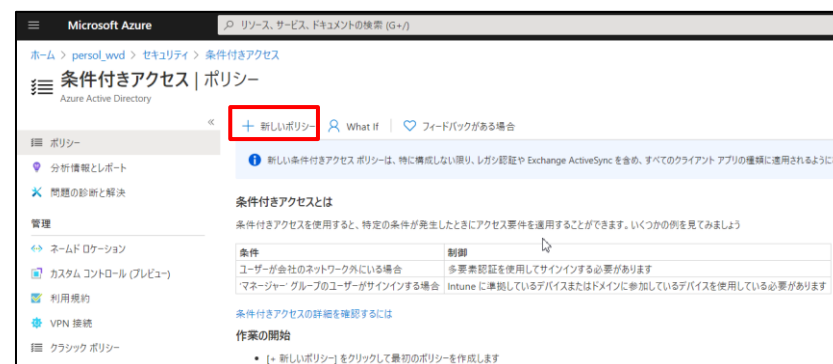 Microsoft Azure
リソース、サービス、ドキュメントの検索 (G+/)
ホーム > persol_wvd > セキュリティ > 条件付きアクセス
条件付きアクセス | ポリシー
Azure Active Directory
«
+ 新しいポリシー What If フィードバックがある場合
ポリシー
分析情報とレポート
問題の診断と解決
管理
ネームド ロケーション
カスタム コントロール (プレビュー)
利用規約
VPN 接続
クラシック ポリシー
新しい条件付きアクセス ポリシーは、特に構成しない限り、レガシ認証や Exchange ActiveSync を含め、すべてのクライアント アプリの種類に適用されるように
条件付きアクセスとは
条件付きアクセスを使用すると、特定の条件が発生したときにアクセス要件を適用することができます。いくつかの例を見てみましょう
条件 制御
ユーザーが会社のネットワーク外にいる場合 多要素認証を使用してサインインする必要があります
'マネージャー' グループのユーザーがサインインする場合 Intune に準拠しているデバイスまたはドメインに参加しているデバイスを使用している必要があります
条件付きアクセスの詳細を確認するには
作業の開始
• [+ 新しいポリシー] をクリックして最初のポリシーを作成します